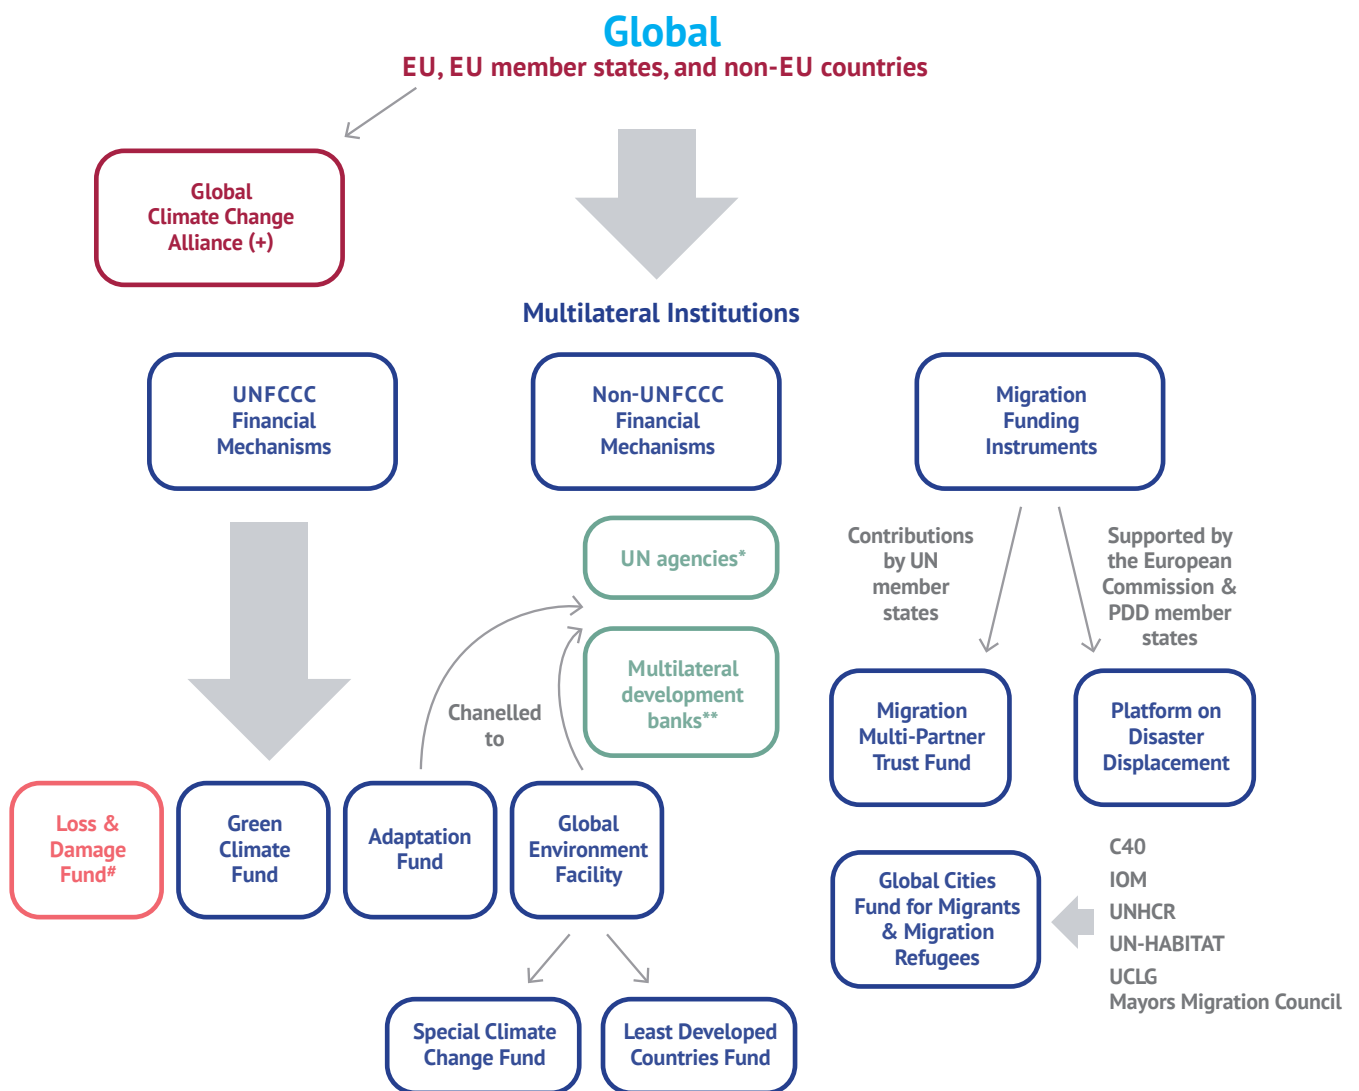 Global
EU, EU member states, and non-EU countries
Global
Climate Change
Alliance (+)
Multilateral Institutions
UNFCCC
Financial
Mechanisms
Non-UNFCCC
Financial
Mechanisms
Migration
Funding
Instruments
UN agencies*
Multilateral
development
banks**
Chanelled
to
Contributions
by UN
member
states
Supported by
the European
Commission &
PDD member
states
Migration
Multi-Partner
Trust Fund
Platform on
Disaster
Displacement
Loss &
Damage
Fund#
Green
Climate
Fund
Adaptation
Fund
Global
Environment
Facility
Global Cities
Fund for Migrants
& Migration
Refugees
C40
IOM
UNHCR
UN-HABITAT
UCLG
Mayors Migration Council
Special Climate
Change Fund
Least Developed
Countries Fund